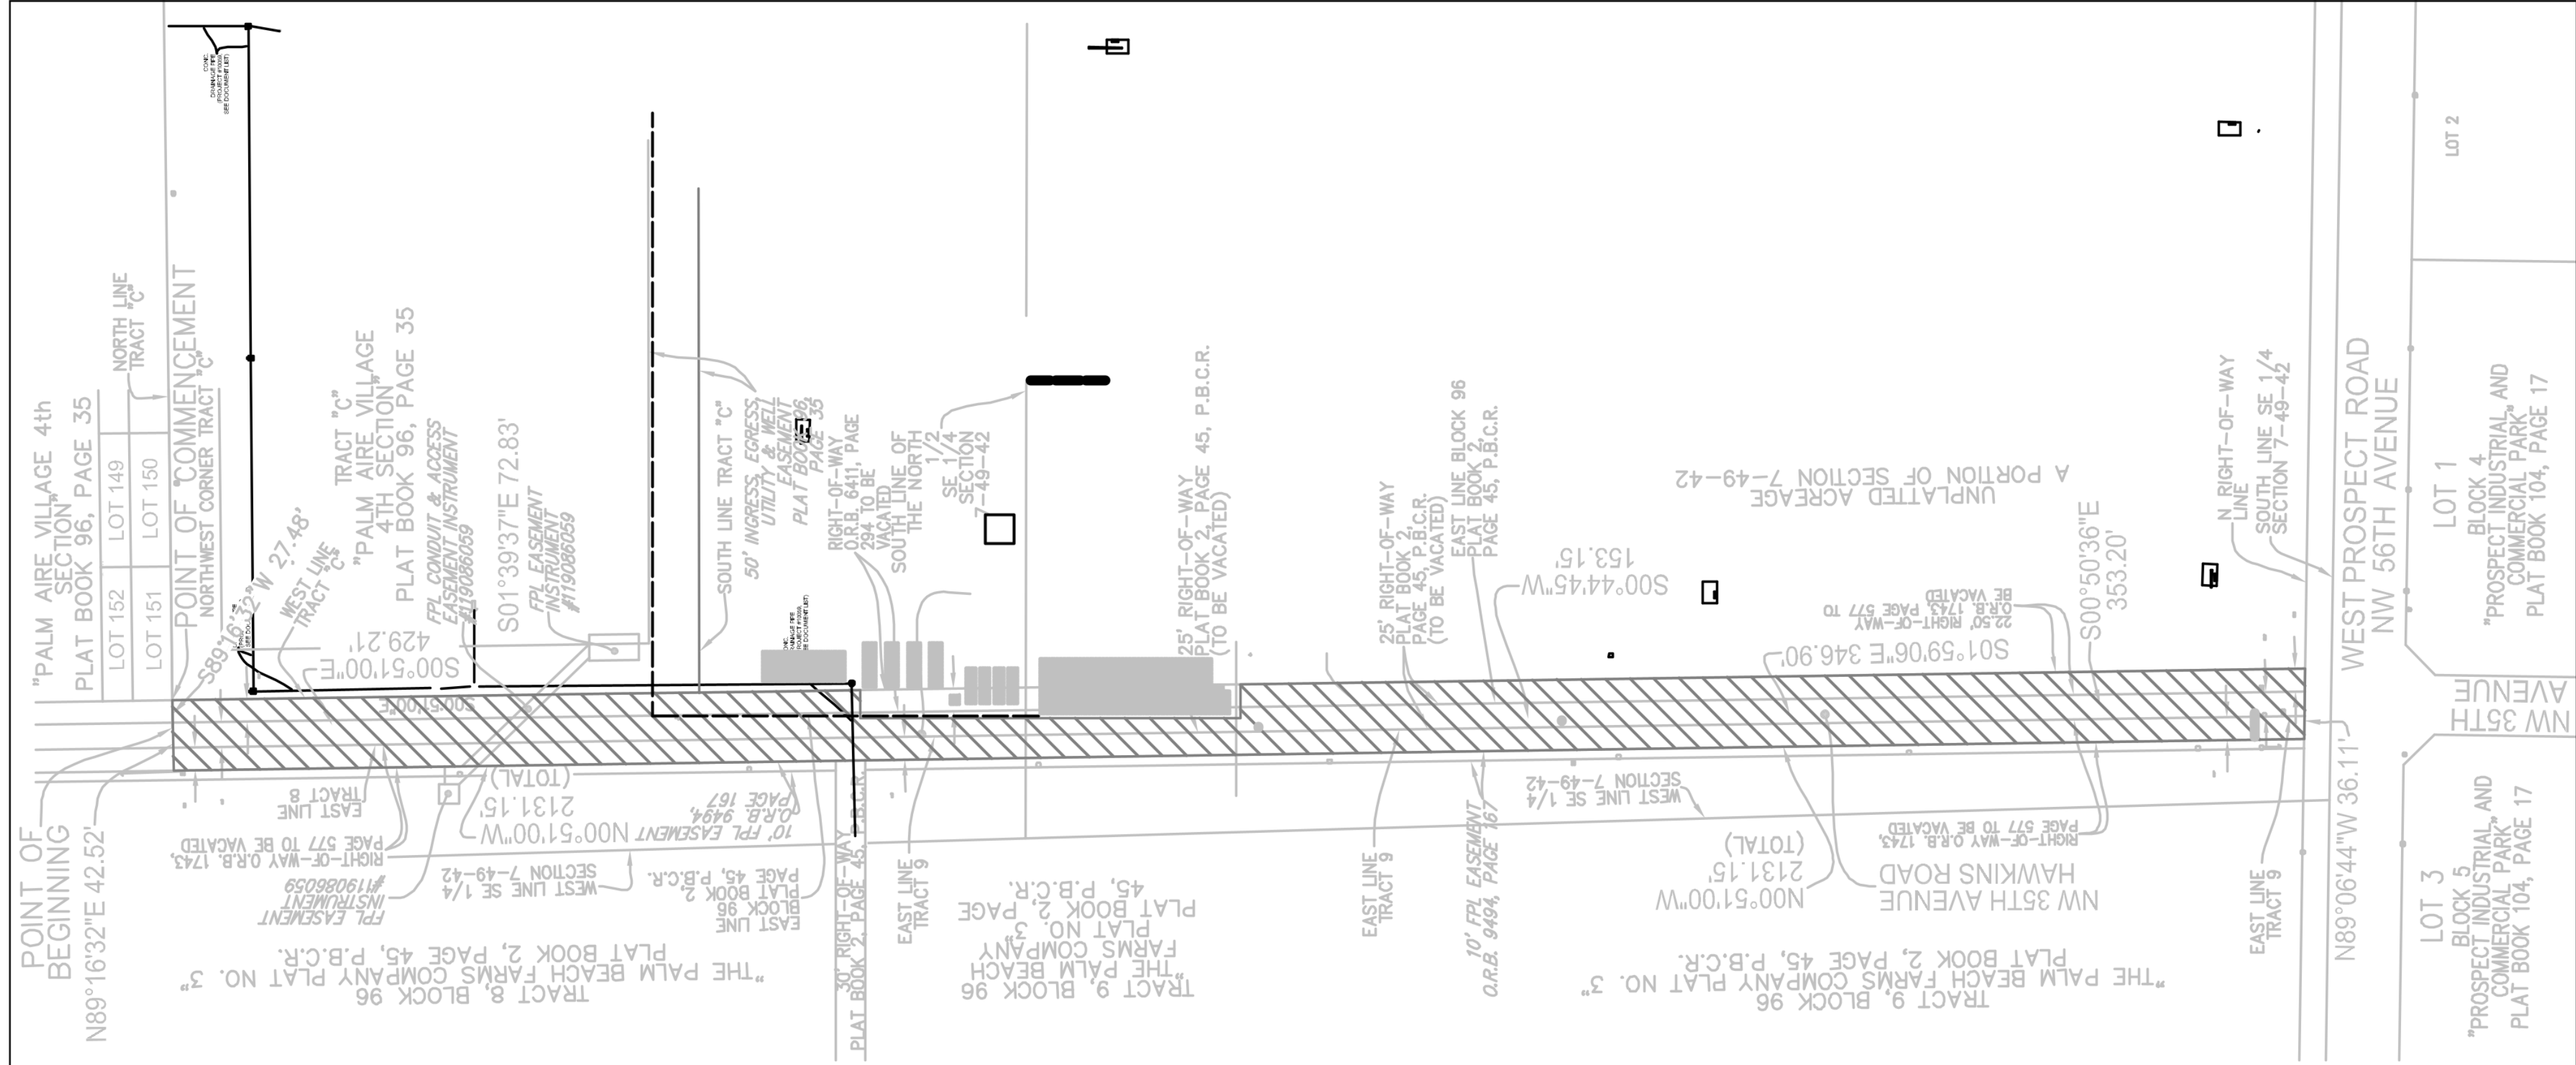 "PALM AIRE VILLAGE 4th
SECTION"
PLAT BOOK 96, PAGE 35
LOT 152
LOT 149
LOT 151
LOT 150
NORTH LINE
TRACT "C"
POINT OF COMMENCEMENT
NORTHWEST CORNER TRACT "C"
S89°16'32"W 27.48'
WEST LINE
TRACT "C"
CONC.
DRAINAGE PIPE
SEE DOCUMENT LIST)
TRACT "C"
"PALM AIRE VILLAGE
4TH SECTION"
PLAT BOOK 96, PAGE 35
FPL CONDUIT & ACCESS
EASEMENT INSTRUMENT
#119086059
S00°51'00"E
429.21'
S00°51'00"E
S01°39'37"E 72.83'
FPL EASEMENT
INSTRUMENT
#119086059
SOUTH LINE TRACT "C"
50' INGRESS, EGRESS,
UTILITY & WELL
EASEMENT
PLAT BOOK 96,
PAGE 35
RIGHT-OF-WAY
O.R.B. 6411, PAGE
294 TO BE
VACATED
SOUTH LINE OF
THE NORTH
1/2
SE 1/4
SECTION
7-49-42
DRAINAGE PIPE
SEE DOCUMENT LIST)
25' RIGHT-OF-WAY
PLAT BOOK 2, PAGE 45, P.B.C.R.
(TO BE VACATED)
25' RIGHT-OF-WAY
PLAT BOOK 2,
PAGE 45, P.B.C.R.
(TO BE VACATED)
EAST LINE BLOCK 96
PLAT BOOK 2,
PAGE 45, P.B.C.R.
S00°44'45"W
153.15'
UNPLATTED ACREAGE
A PORTION OF SECTION 7-49-42
22.50' RIGHT-OF-WAY
O.R.B. 1743, PAGE 577 TO
BE VACATED
S01°06'59"E 346.90'
S00°50'36"E
353.20'
N RIGHT-OF-WAY
LINE
SOUTH LINE SE 1/4
SECTION 7-49-42
WEST PROSPECT ROAD
NW 56TH AVENUE
LOT 2
LOT 1
BLOCK 4
"PROSPECT INDUSTRIAL AND
COMMERCIAL PARK"
PLAT BOOK 104, PAGE 17
NW 35TH
AVENUE
LOT 3
BLOCK 5
"PROSPECT INDUSTRIAL AND
COMMERCIAL PARK"
PLAT BOOK 104, PAGE 17
POINT OF
BEGINNING
N89°16'32"E 42.52'
EAST LINE
TRACT 8
RIGHT-OF-WAY O.R.B. 1743,
PAGE 577 TO BE VACATED
FPL EASEMENT
INSTRUMENT
#119086059
N00°51'00"W
2131.15'
(TOTAL)
WEST LINE SE 1/4
SECTION 7-49-42
10' FPL EASEMENT
O.R.B. 9494,
PAGE 167
EAST LINE
BLOCK 96
PLAT BOOK 2,
PAGE 45, P.B.C.R.
TRACT 8, BLOCK 96
"THE PALM BEACH FARMS COMPANY PLAT NO. 3"
PLAT BOOK 2, PAGE 45, P.B.C.R.
30' RIGHT-OF-WAY
PLAT BOOK 2, PAGE 45, P.B.C.R.
EAST LINE
TRACT 9
TRACT 9, BLOCK 96
"THE PALM BEACH
FARMS COMPANY
PLAT NO. 3"
PLAT BOOK 2, PAGE
45, P.B.C.R.
EAST LINE
TRACT 9
10' FPL EASEMENT
O.R.B. 9494, PAGE 167
WEST LINE SE 1/4
SECTION 7-49-42
N00°51'00"W
2131.15'
(TOTAL)
RIGHT-OF-WAY O.R.B. 1743,
PAGE 577 TO BE VACATED
NW 35TH AVENUE
HAWKINS ROAD
TRACT 9, BLOCK 96
"THE PALM BEACH FARMS COMPANY PLAT NO. 3"
PLAT BOOK 2, PAGE 45, P.B.C.R.
EAST LINE
TRACT 9
N89°06'44"W 36.11'